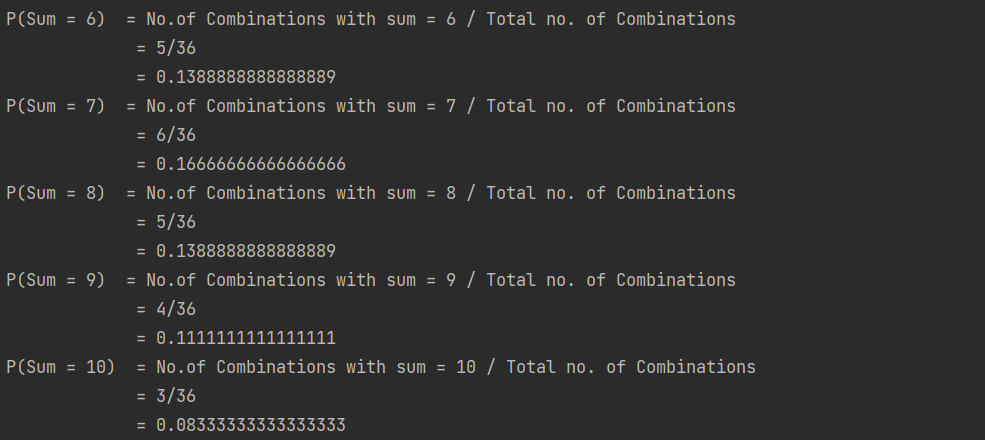 P(Sum = 6)  = No.of Combinations with sum = 6 / Total no. of Combinations
             = 5/36
             = 0.1388888888888889
P(Sum = 7)  = No.of Combinations with sum = 7 / Total no. of Combinations
             = 6/36
             = 0.16666666666666666
P(Sum = 8)  = No.of Combinations with sum = 8 / Total no. of Combinations
             = 5/36
             = 0.1388888888888889
P(Sum = 9)  = No.of Combinations with sum = 9 / Total no. of Combinations
             = 4/36
             = 0.1111111111111111
P(Sum = 10)  = No.of Combinations with sum = 10 / Total no. of Combinations
             = 3/36
             = 0.08333333333333333